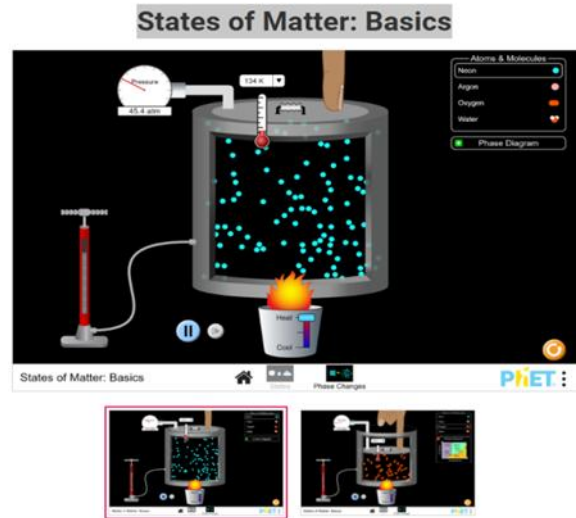 States of Matter: Basics
Pressure
45.4 atm
134 K
Atoms & Molecules
Neon
Argon
Oxygen
Water
Phase Diagram
Heat
Cool
States of Matter: Basics
Phase Changes
PhET